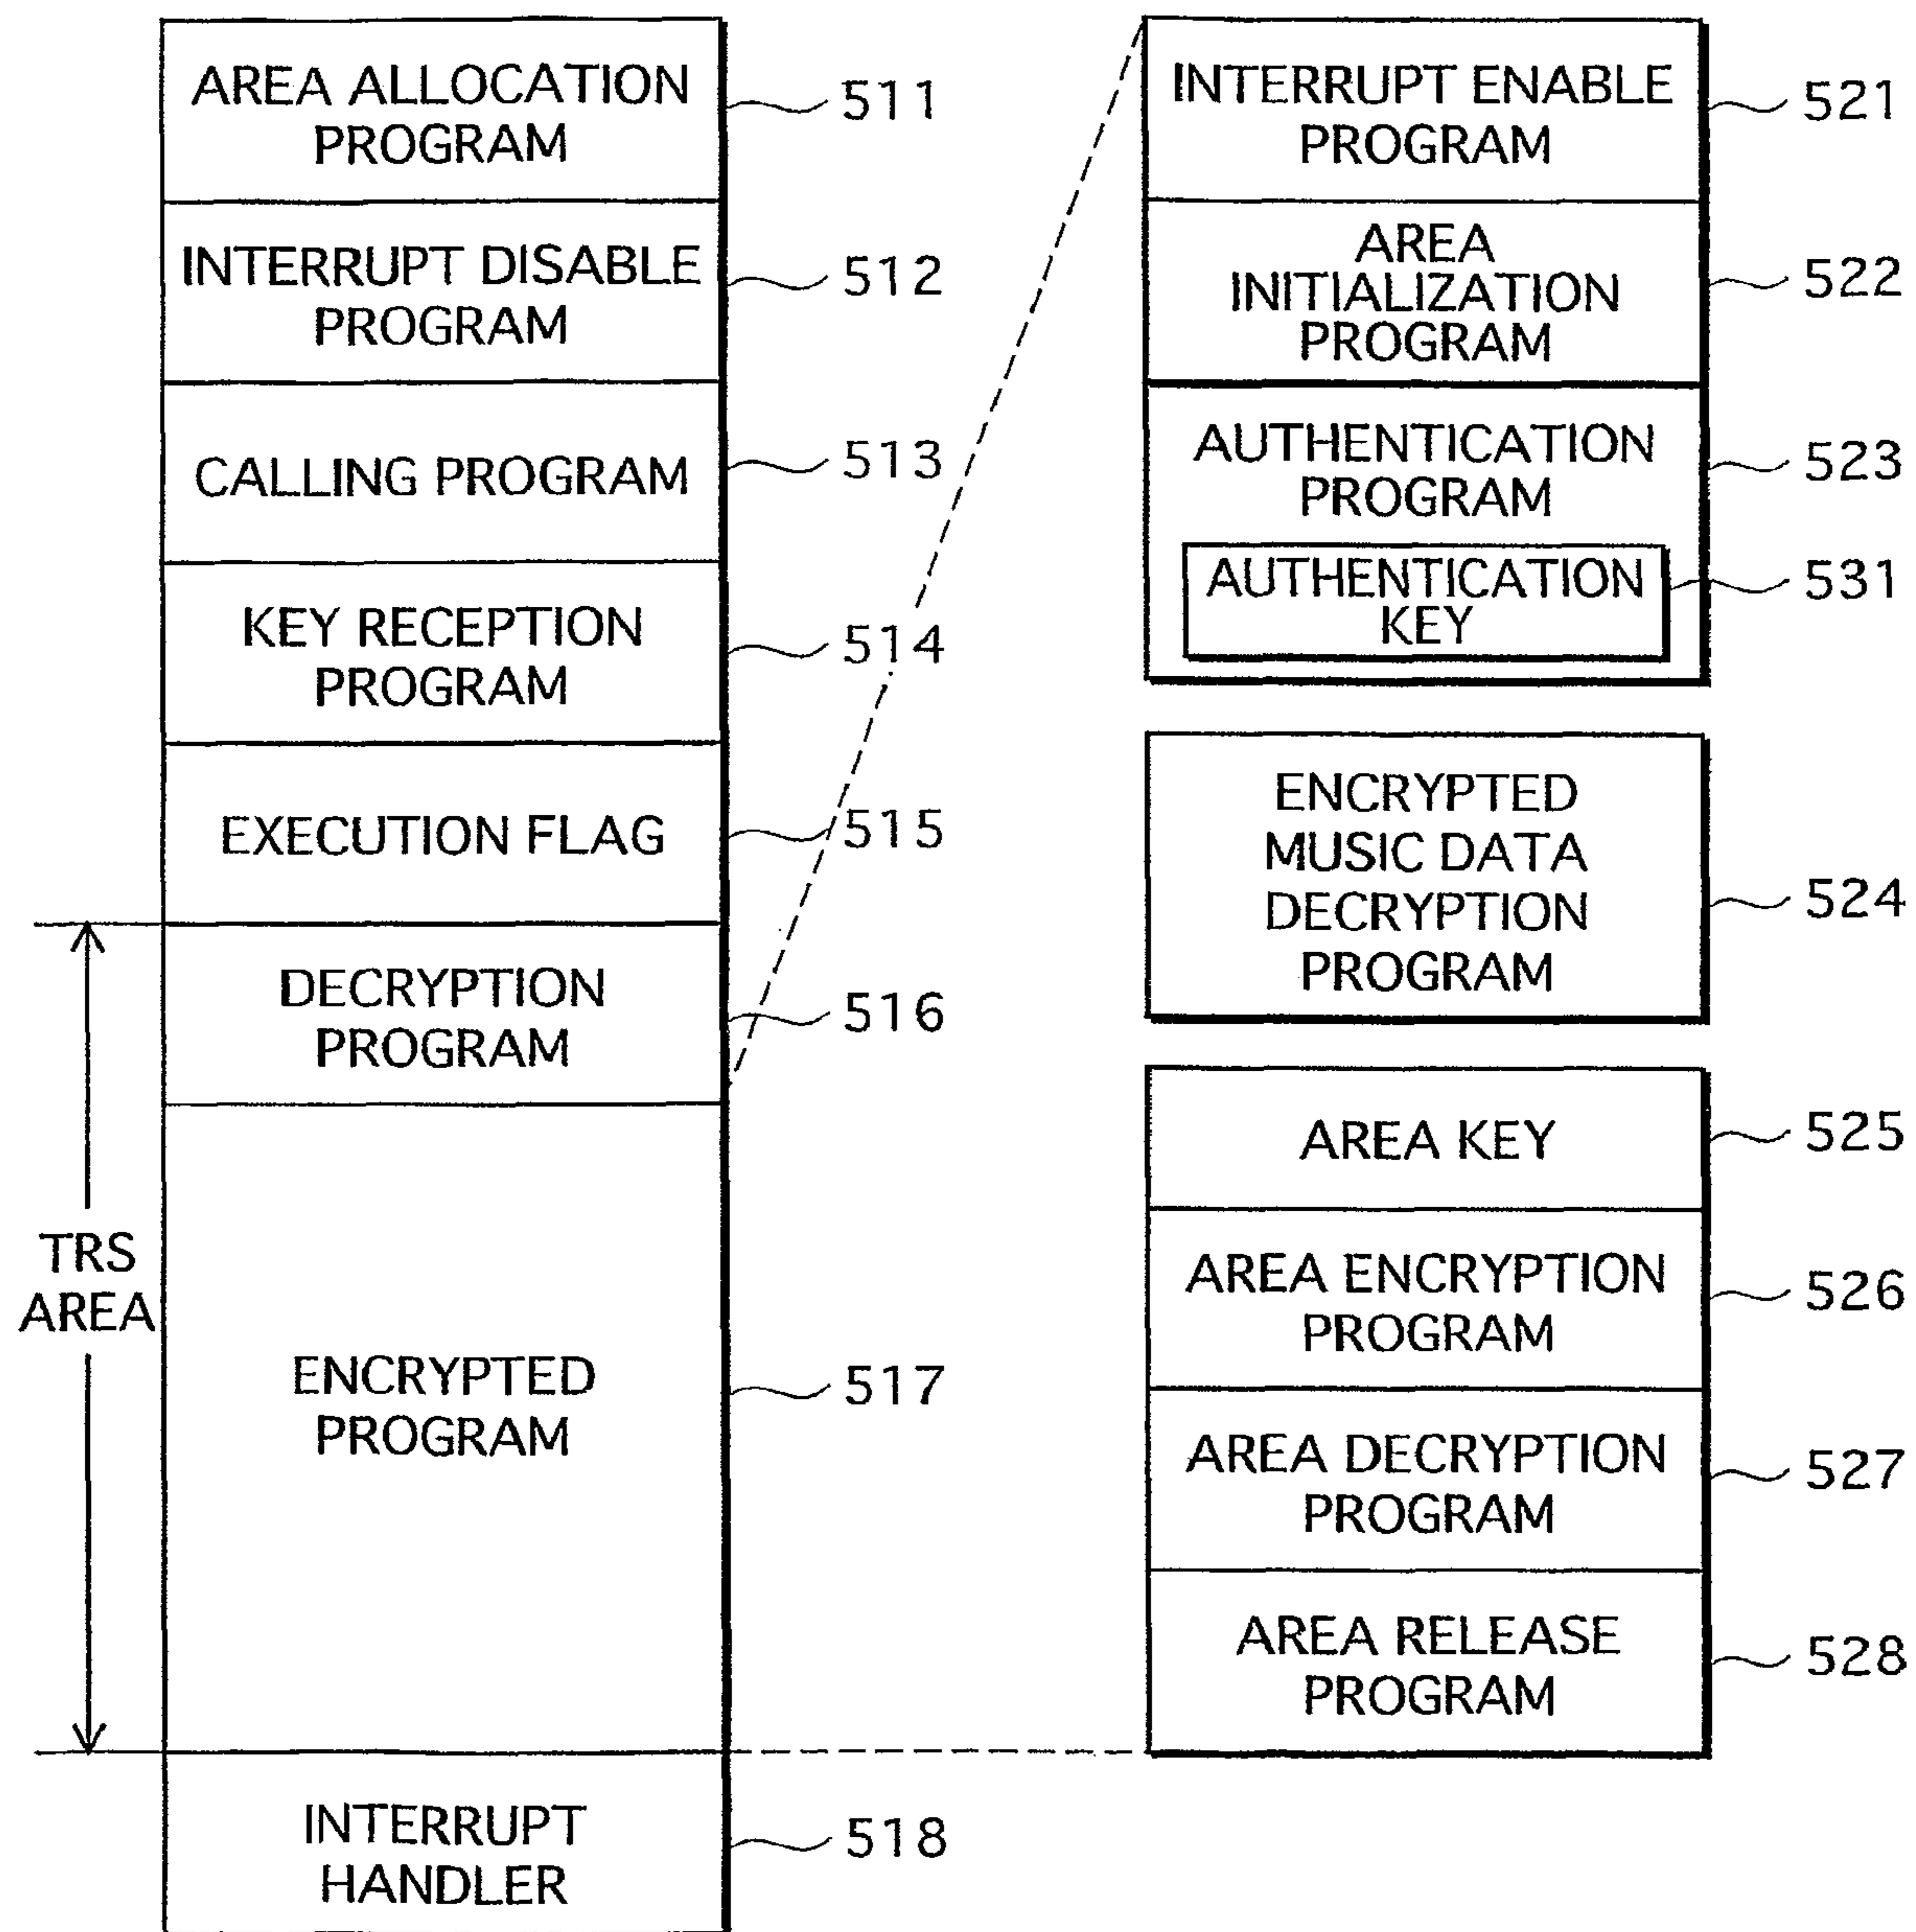 AREA ALLOCATION
PROGRAM
511
INTERRUPT DISABLE
PROGRAM
512
CALLING PROGRAM
513
KEY RECEPTION
PROGRAM
514
EXECUTION FLAG
515
DECRYPTION
PROGRAM
516
TRS
AREA
ENCRYPTED
PROGRAM
517
INTERRUPT
HANDLER
518
INTERRUPT ENABLE
PROGRAM
521
AREA
INITIALIZATION
PROGRAM
522
AUTHENTICATION
PROGRAM
523
AUTHENTICATION
KEY
531
ENCRYPTED
MUSIC DATA
DECRYPTION
PROGRAM
524
AREA KEY
525
AREA ENCRYPTION
PROGRAM
526
AREA DECRYPTION
PROGRAM
527
AREA RELEASE
PROGRAM
528